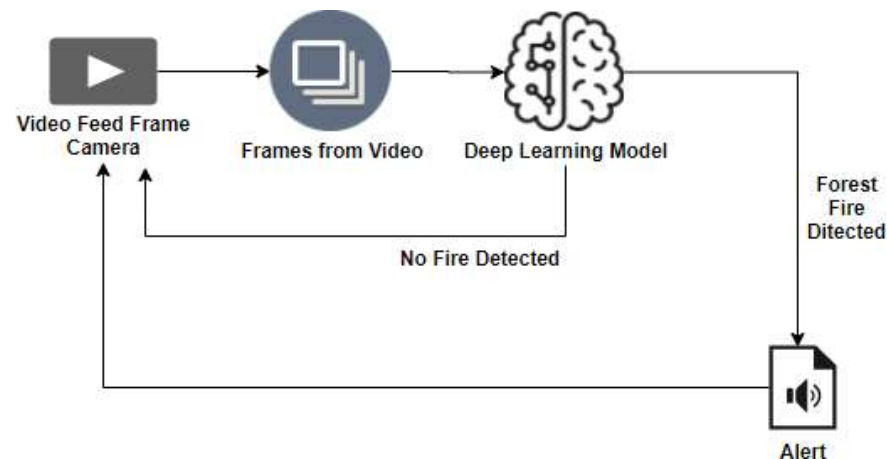 Video Feed Frame
Camera
Frames from Video
Deep Learning Model
Forest
Fire
Ditected
No Fire Detected
Alert